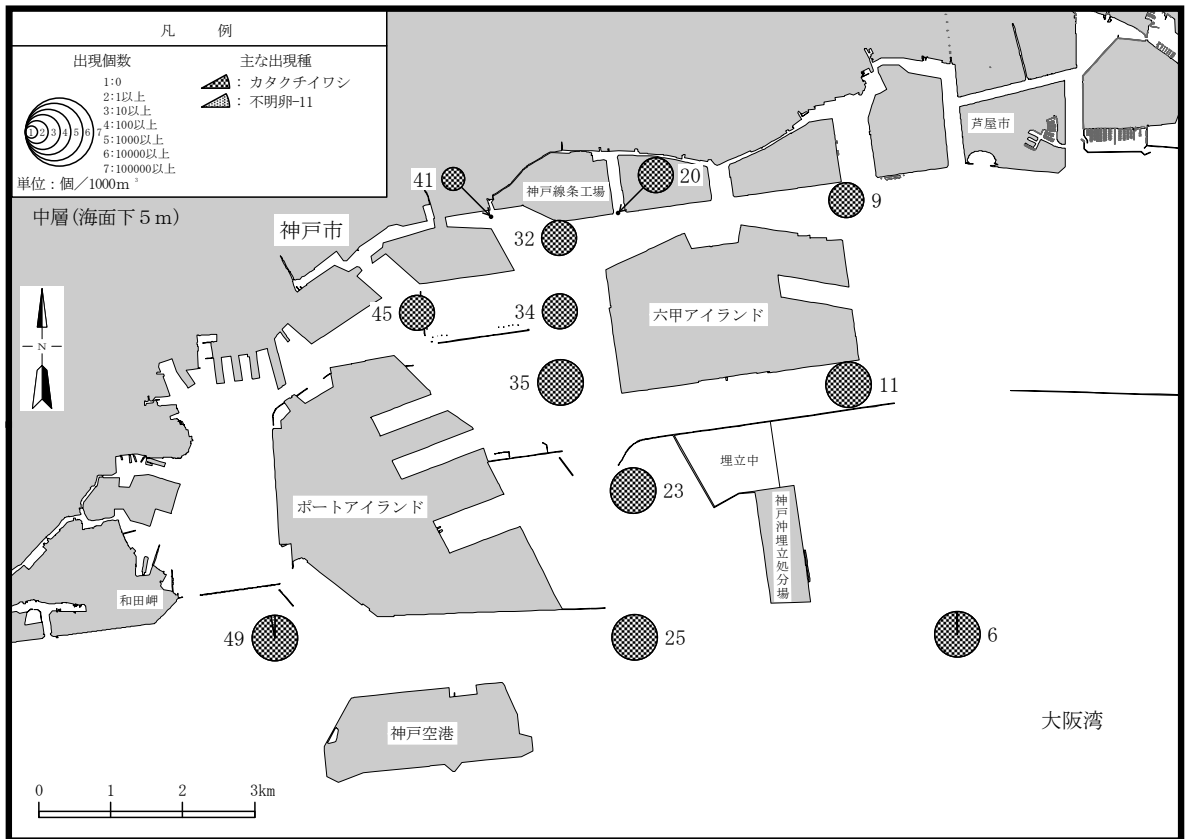 凡 例
出現個数
主な出現種
1:0
2:1以上
3:10以上
4:100以上
5:1000以上
6:10000以上
7:100000以上
1 2 3 4 5 6 7
単位：個／1000m³
：カタクチイワシ
：不明卵-11
中層(海面下５ｍ)
神戸市
芦屋市
神戸線条工場
41
20
9
32
45
34
六甲アイランド
N
35
11
埋立中
23
ポートアイランド
神戸沖埋立処分場
和田岬
49
25
6
大阪湾
神戸空港
0 1 2 3km